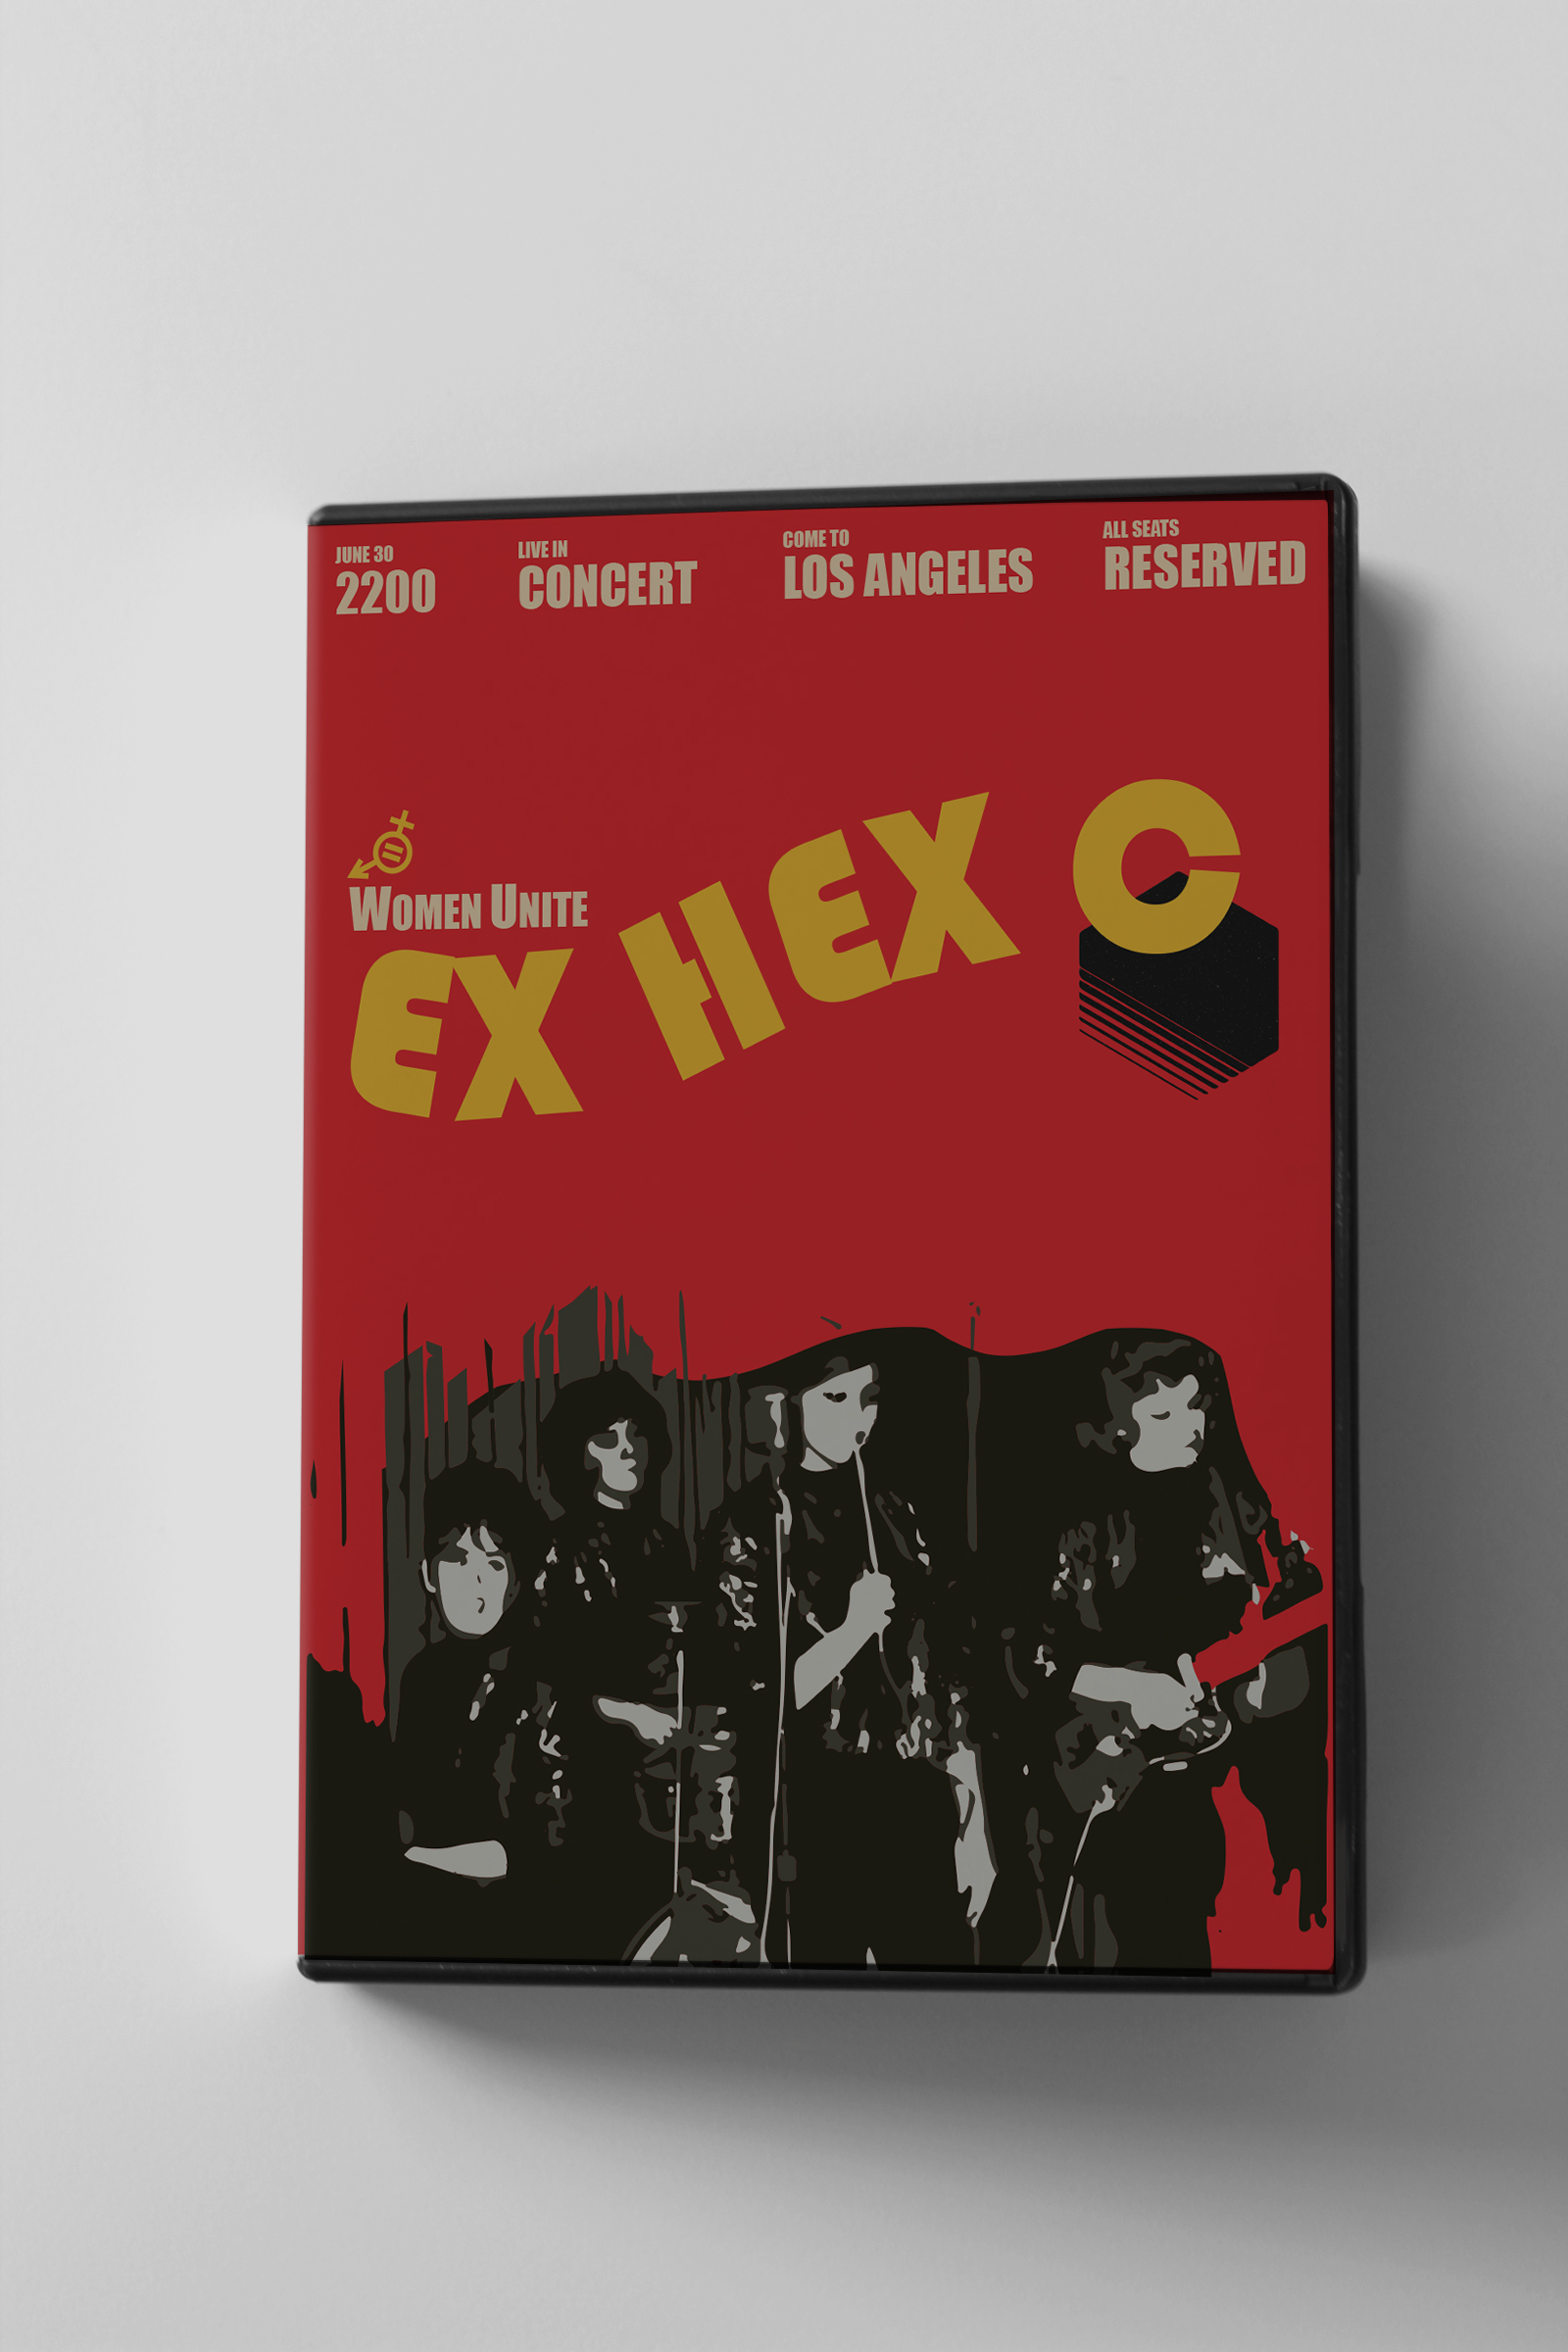 JUNE 30
2200
LIVE IN
CONCERT
COME TO
LOS ANGELES
ALL SEATS
RESERVED
WOMEN UNITE
EX HEX C